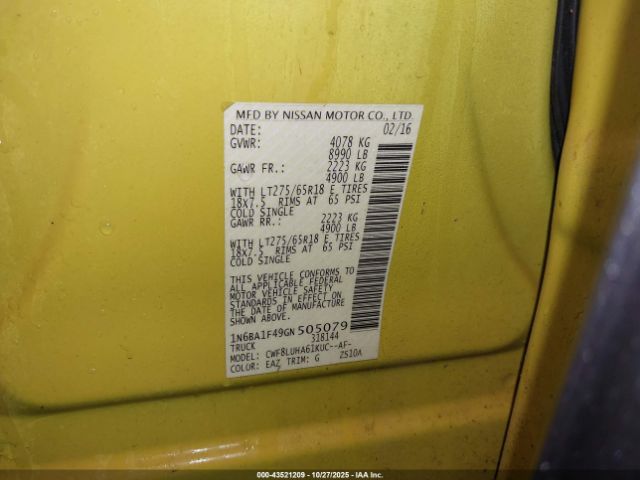 MFD BY NISSAN MOTOR CO., LTD.
DATE: 02/16
GVWR: 4078 KG
8990 LB
GAWR FR.: 2223 KG
4900 LB
WITH LT275/65R18 E TIRES
18x7.5 RIMS AT 65 PSI
COLD SINGLE
GAWR RR.: 2223 KG
4900 LB
WITH LT275/65R18 E TIRES
18x7.5 RIMS AT 65 PSI
COLD SINGLE
THIS VEHICLE CONFORMS TO
ALL APPLICABLE FEDERAL
MOTOR VEHICLE SAFETY
STANDARDS IN EFFECT ON
THE DATE OF MANUFACTURE
1N6BA1F49GN505079
TRUCK 318144
MODEL: CWF8LUHA61KUC--AF-
COLOR: EAZ TRIM: G ZS10A
000-43521209 | 10/27/2025 | IAA Inc.